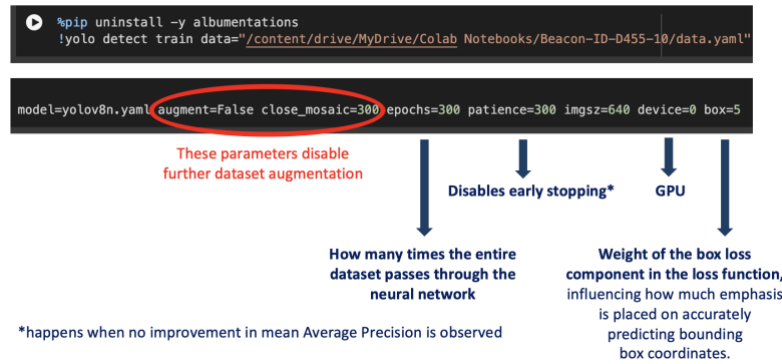 %pip uninstall -y albumentations
!yolo detect train data="/content/drive/MyDrive/Colab Notebooks/Beacon-ID-D455-10/data.yaml"
model=yolov8n.yaml augment=False close_mosaic=300 epochs=300 patience=300 imgsz=640 device=0 box=5
These parameters disable
further dataset augmentation
Disables early stopping*
GPU
How many times the entire
dataset passes through the
neural network
Weight of the box loss
component in the loss function,
influencing how much emphasis
is placed on accurately
predicting bounding
box coordinates.
*happens when no improvement in mean Average Precision is observed